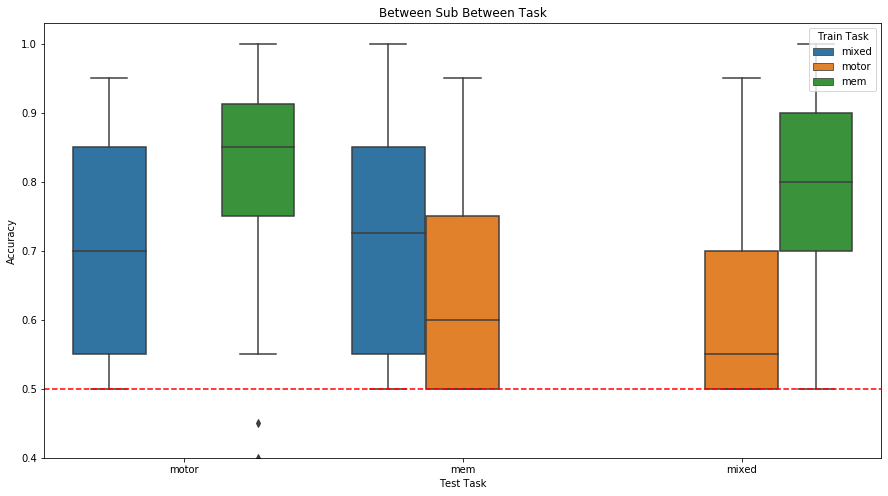 Between Sub Between Task
Train Task
mixed
motor
mem
1.0
0.9
0.8
0.7
0.6
0.5
0.4
Accuracy
motor
mem
mixed
Test Task